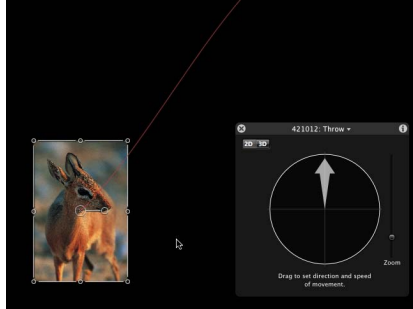 421012: Throw
2D 3D
Zoom
Drag to set direction and speed
of movement.